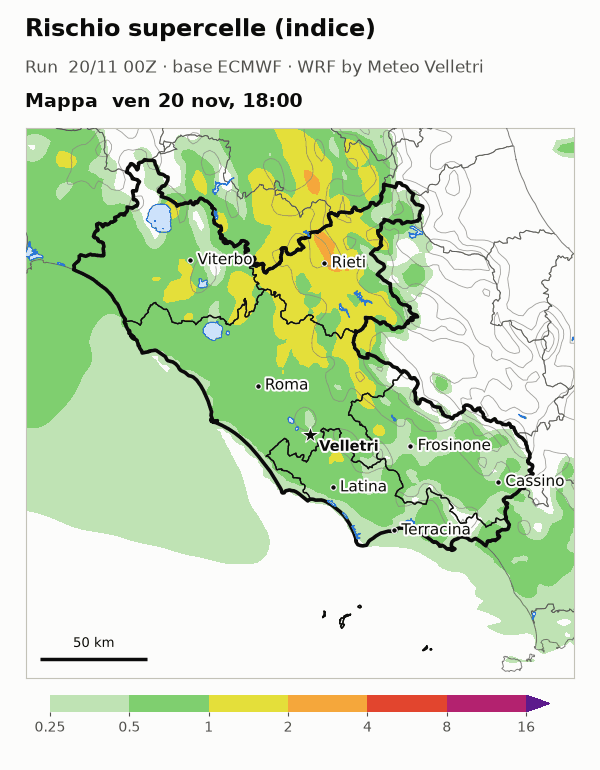 Rischio supercelle (indice)
Run  20/11 00Z · base ECMWF · WRF by Meteo Velletri
Mappa  ven 20 nov, 18:00
Viterbo
Rieti
Roma
Velletri
Frosinone
Latina
Cassino
Terracina
50 km
0.25 0.5 1 2 4 8 16